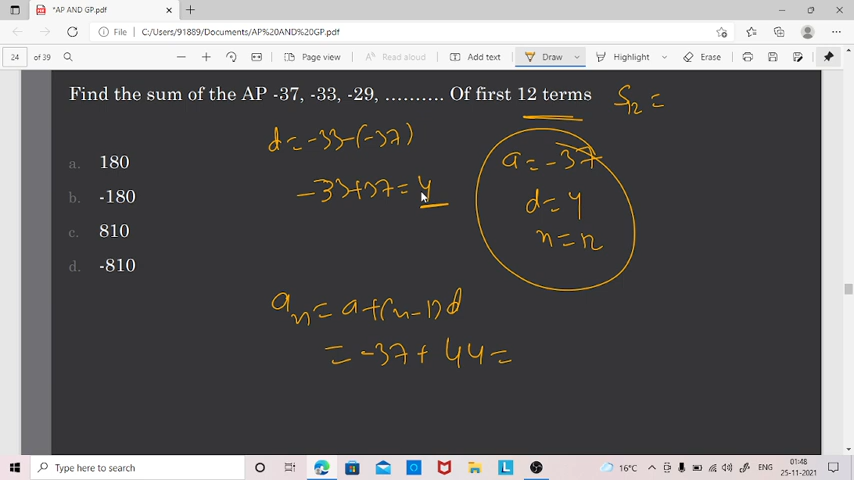 *AP AND GP.pdf
File C:/Users/91889/Documents/AP%20AND%20GP.pdf
24 of 39 Page view Read aloud Add text Draw Highlight Erase
Find the sum of the AP -37, -33, -29, .......... Of first 12 terms S₁₂ =
d = -33-(-37)
a = -37
a. 180
-33+37 = 4
b. -180
d = 4
c. 810
n = 12
d. -810
aₙ = a+(n-1)d
= -37 + 44 =
Type here to search
16°C ENG 01:48
25-11-2021